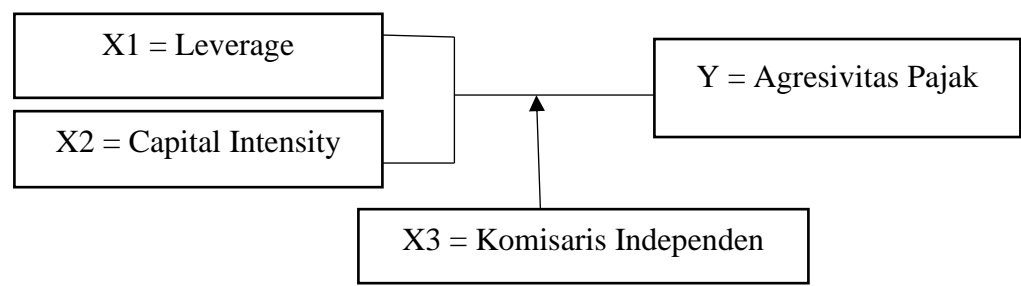 X1 = Leverage
Y = Agresivitas Pajak
X2 = Capital Intensity
X3 = Komisaris Independen